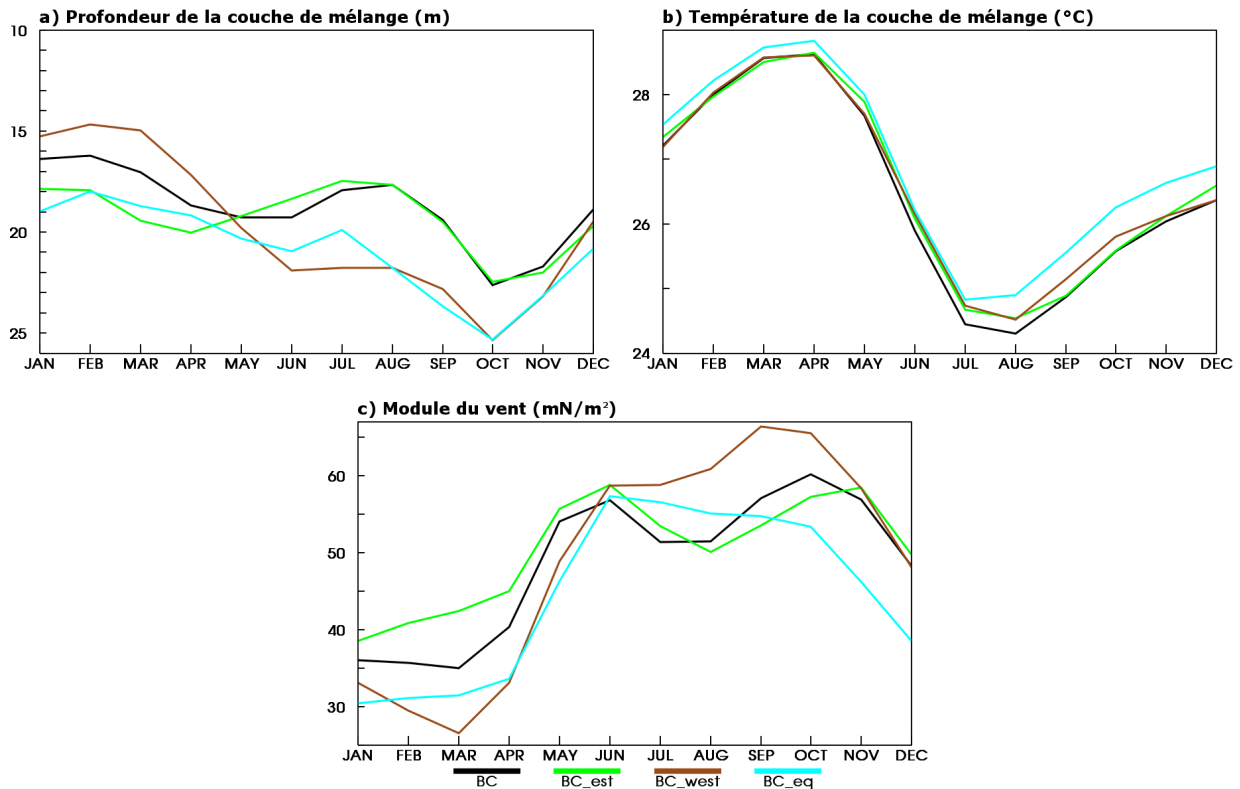 a) Profondeur de la couche de mélange (m)
10
15
20
25
JAN FEB MAR APR MAY JUN JUL AUG SEP OCT NOV DEC
b) Température de la couche de mélange (°C)
28
26
24
JAN FEB MAR APR MAY JUN JUL AUG SEP OCT NOV DEC
c) Module du vent (mN/m²)
60
50
40
30
JAN FEB MAR APR MAY JUN JUL AUG SEP OCT NOV DEC
BC BC_est BC_west BC_eq